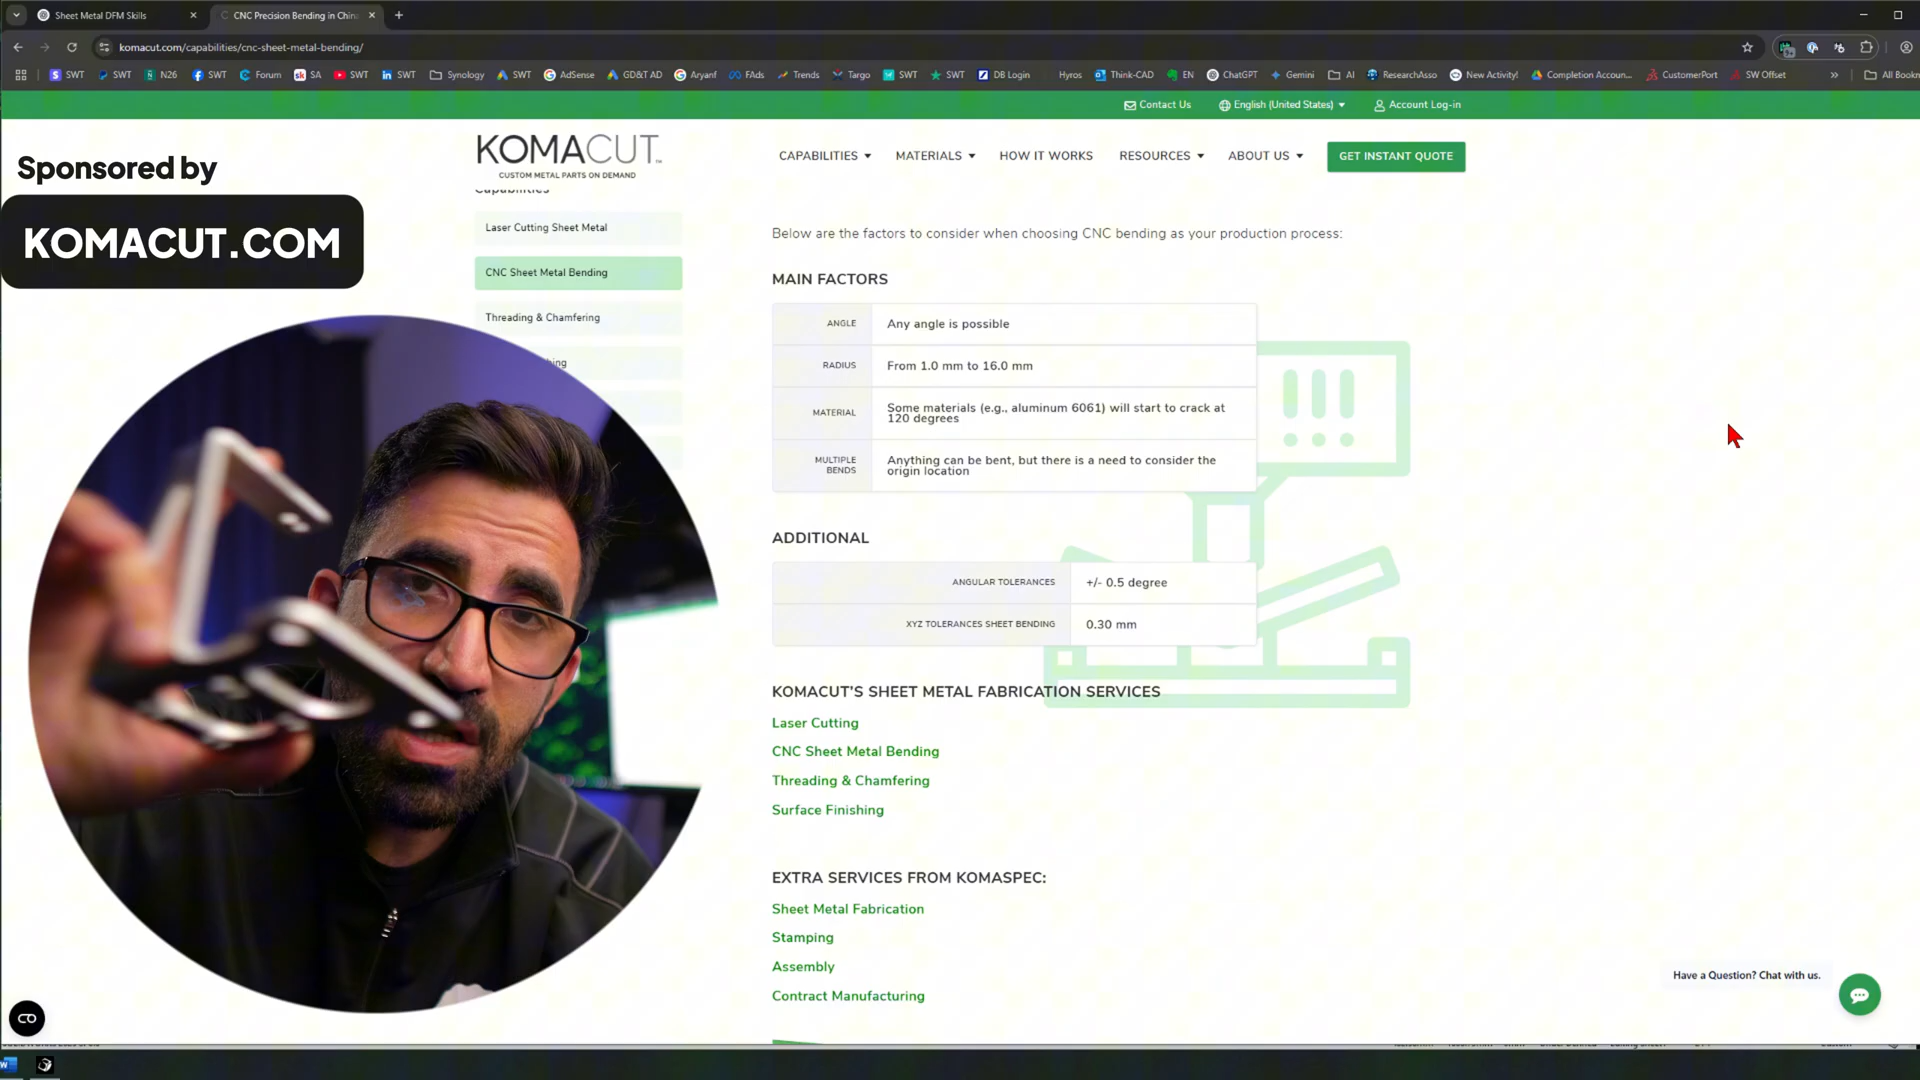 Sheet Metal DFM Skills
CNC Precision Bending in China
komacut.com/capabilities/cnc-sheet-metal-bending/
SWT
SWT
N26
SWT
Forum
SA
SWT
SWT
Synology
SWT
AdSense
GD&T AD
Aryanf
FAds
Trends
Targo
SWT
SWT
DB Login
Hyros
Think-CAD
EN
ChatGPT
Gemini
AI
ResearchAsso
New Activity!
Completion Accoun...
CustomerPort
SW Offset
All Bookm
Contact Us
English (United States)
Account Log-in
Sponsored by
KOMACUT.COM
KOMACUT
CUSTOM METAL PARTS ON DEMAND
CAPABILITIES
MATERIALS
HOW IT WORKS
RESOURCES
ABOUT US
GET INSTANT QUOTE
Capabilities
Laser Cutting Sheet Metal
CNC Sheet Metal Bending
Threading & Chamfering
Below are the factors to consider when choosing CNC bending as your production process:
MAIN FACTORS
ANGLE
Any angle is possible
RADIUS
From 1.0 mm to 16.0 mm
MATERIAL
Some materials (e.g., aluminum 6061) will start to crack at
120 degrees
MULTIPLE
BENDS
Anything can be bent, but there is a need to consider the
origin location
ADDITIONAL
ANGULAR TOLERANCES
+/- 0.5 degree
XYZ TOLERANCES SHEET BENDING
0.30 mm
KOMACUT'S SHEET METAL FABRICATION SERVICES
Laser Cutting
CNC Sheet Metal Bending
Threading & Chamfering
Surface Finishing
EXTRA SERVICES FROM KOMASPEC:
Sheet Metal Fabrication
Stamping
Assembly
Contract Manufacturing
Have a Question? Chat with us.